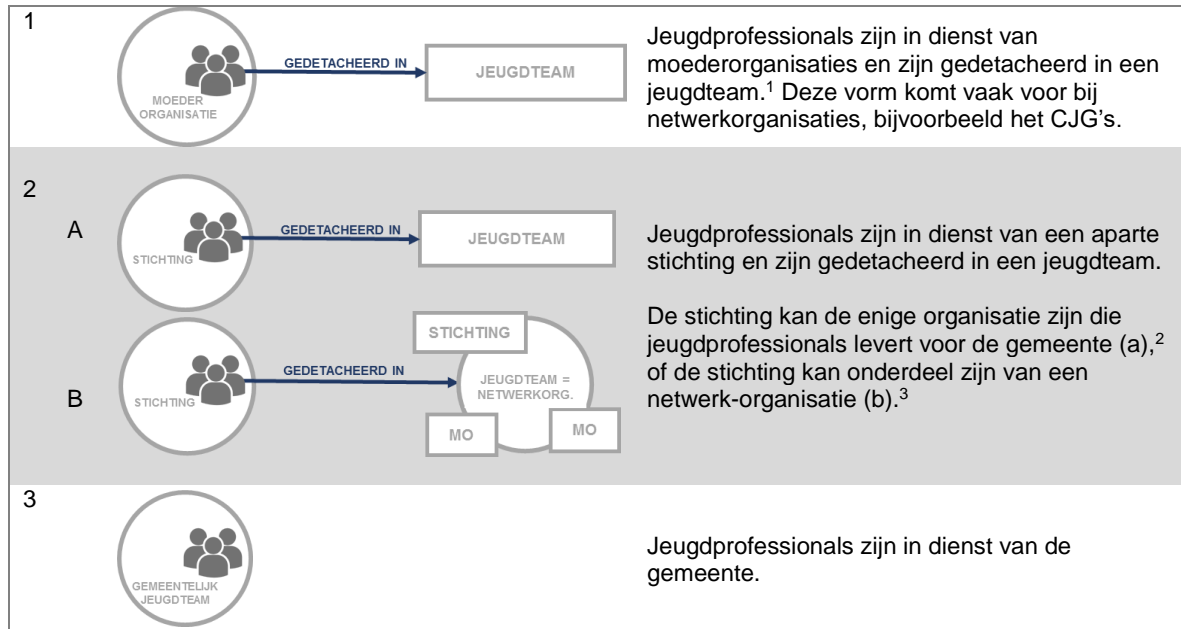 1
GEDETACHEERD IN
JEUGDTEAM
MOEDER
ORGANISATIE
Jeugdprofessionals zijn in dienst van
moederorganisaties en zijn gedetacheerd in een
jeugdteam.¹ Deze vorm komt vaak voor bij
netwerkorganisaties, bijvoorbeeld het CJG's.
2
A
GEDETACHEERD IN
JEUGDTEAM
STICHTING
Jeugdprofessionals zijn in dienst van een aparte
stichting en zijn gedetacheerd in een jeugdteam.
B
STICHTING
GEDETACHEERD IN
STICHTING
JEUGDTEAM =
NETWERKORG.
MO
MO
De stichting kan de enige organisatie zijn die
jeugdprofessionals levert voor de gemeente (a),²
of de stichting kan onderdeel zijn van een
netwerk-organisatie (b).³
3
GEMEENTELIJK
JEUGDTEAM
Jeugdprofessionals zijn in dienst van de
gemeente.